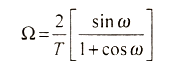 Ω = 2/T [ sin ω / 1 + cos ω ]